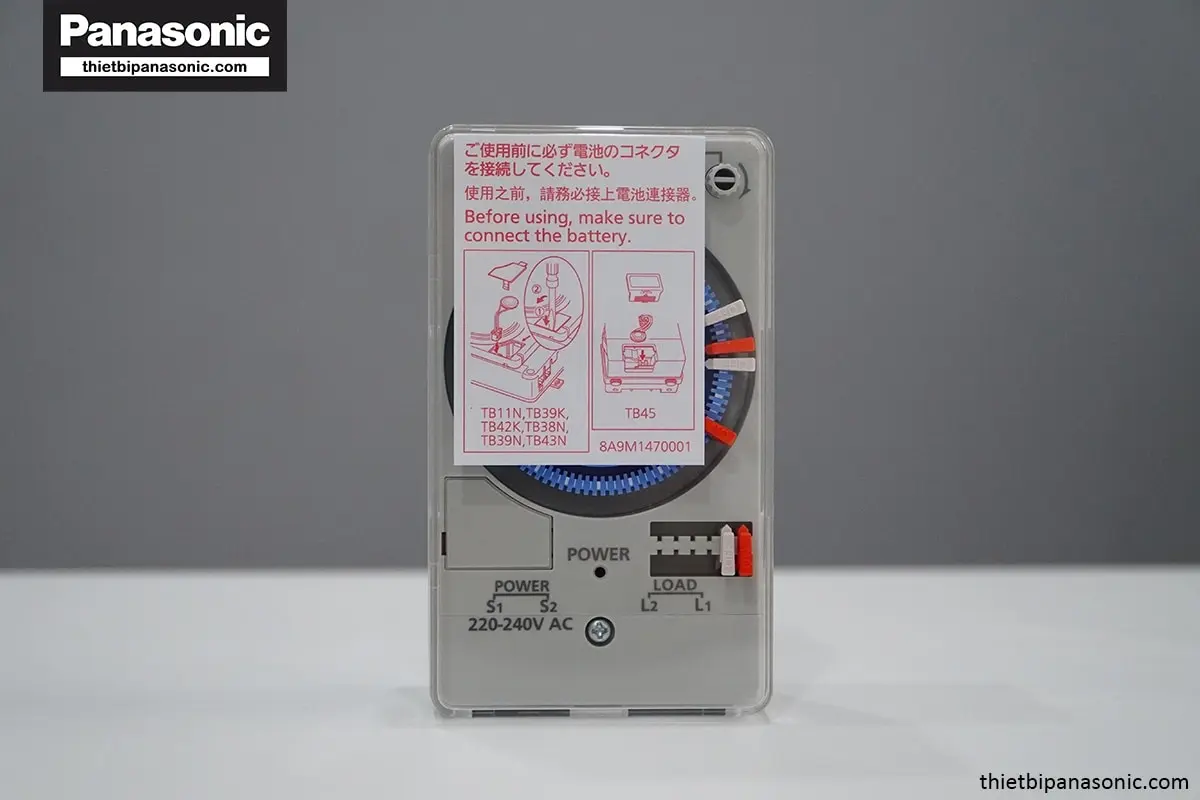 Panasonic
thietbipanasonic.com
ご使用前に必ず電池のコネクタ
を接続してください。
使用之前，請務必接上電池連接器。
Before using, make sure to
connect the battery.
②
①
TB11N,TB39K,
TB42K,TB38N,
TB39N,TB43N
TB45
8A9M1470001
POWER
POWER
S1 S2
220-240V AC
LOAD
L2 L1
thietbipanasonic.com